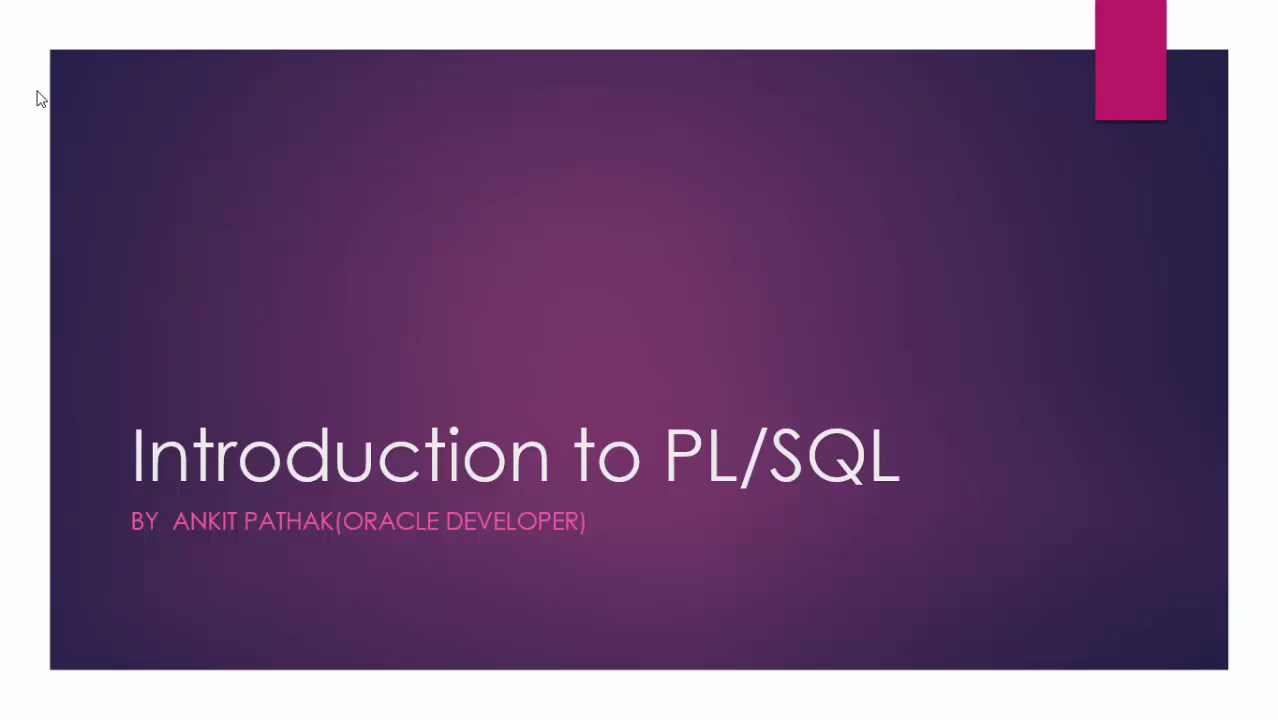 Introduction to PL/SQL
BY ANKIT PATHAK(ORACLE DEVELOPER)